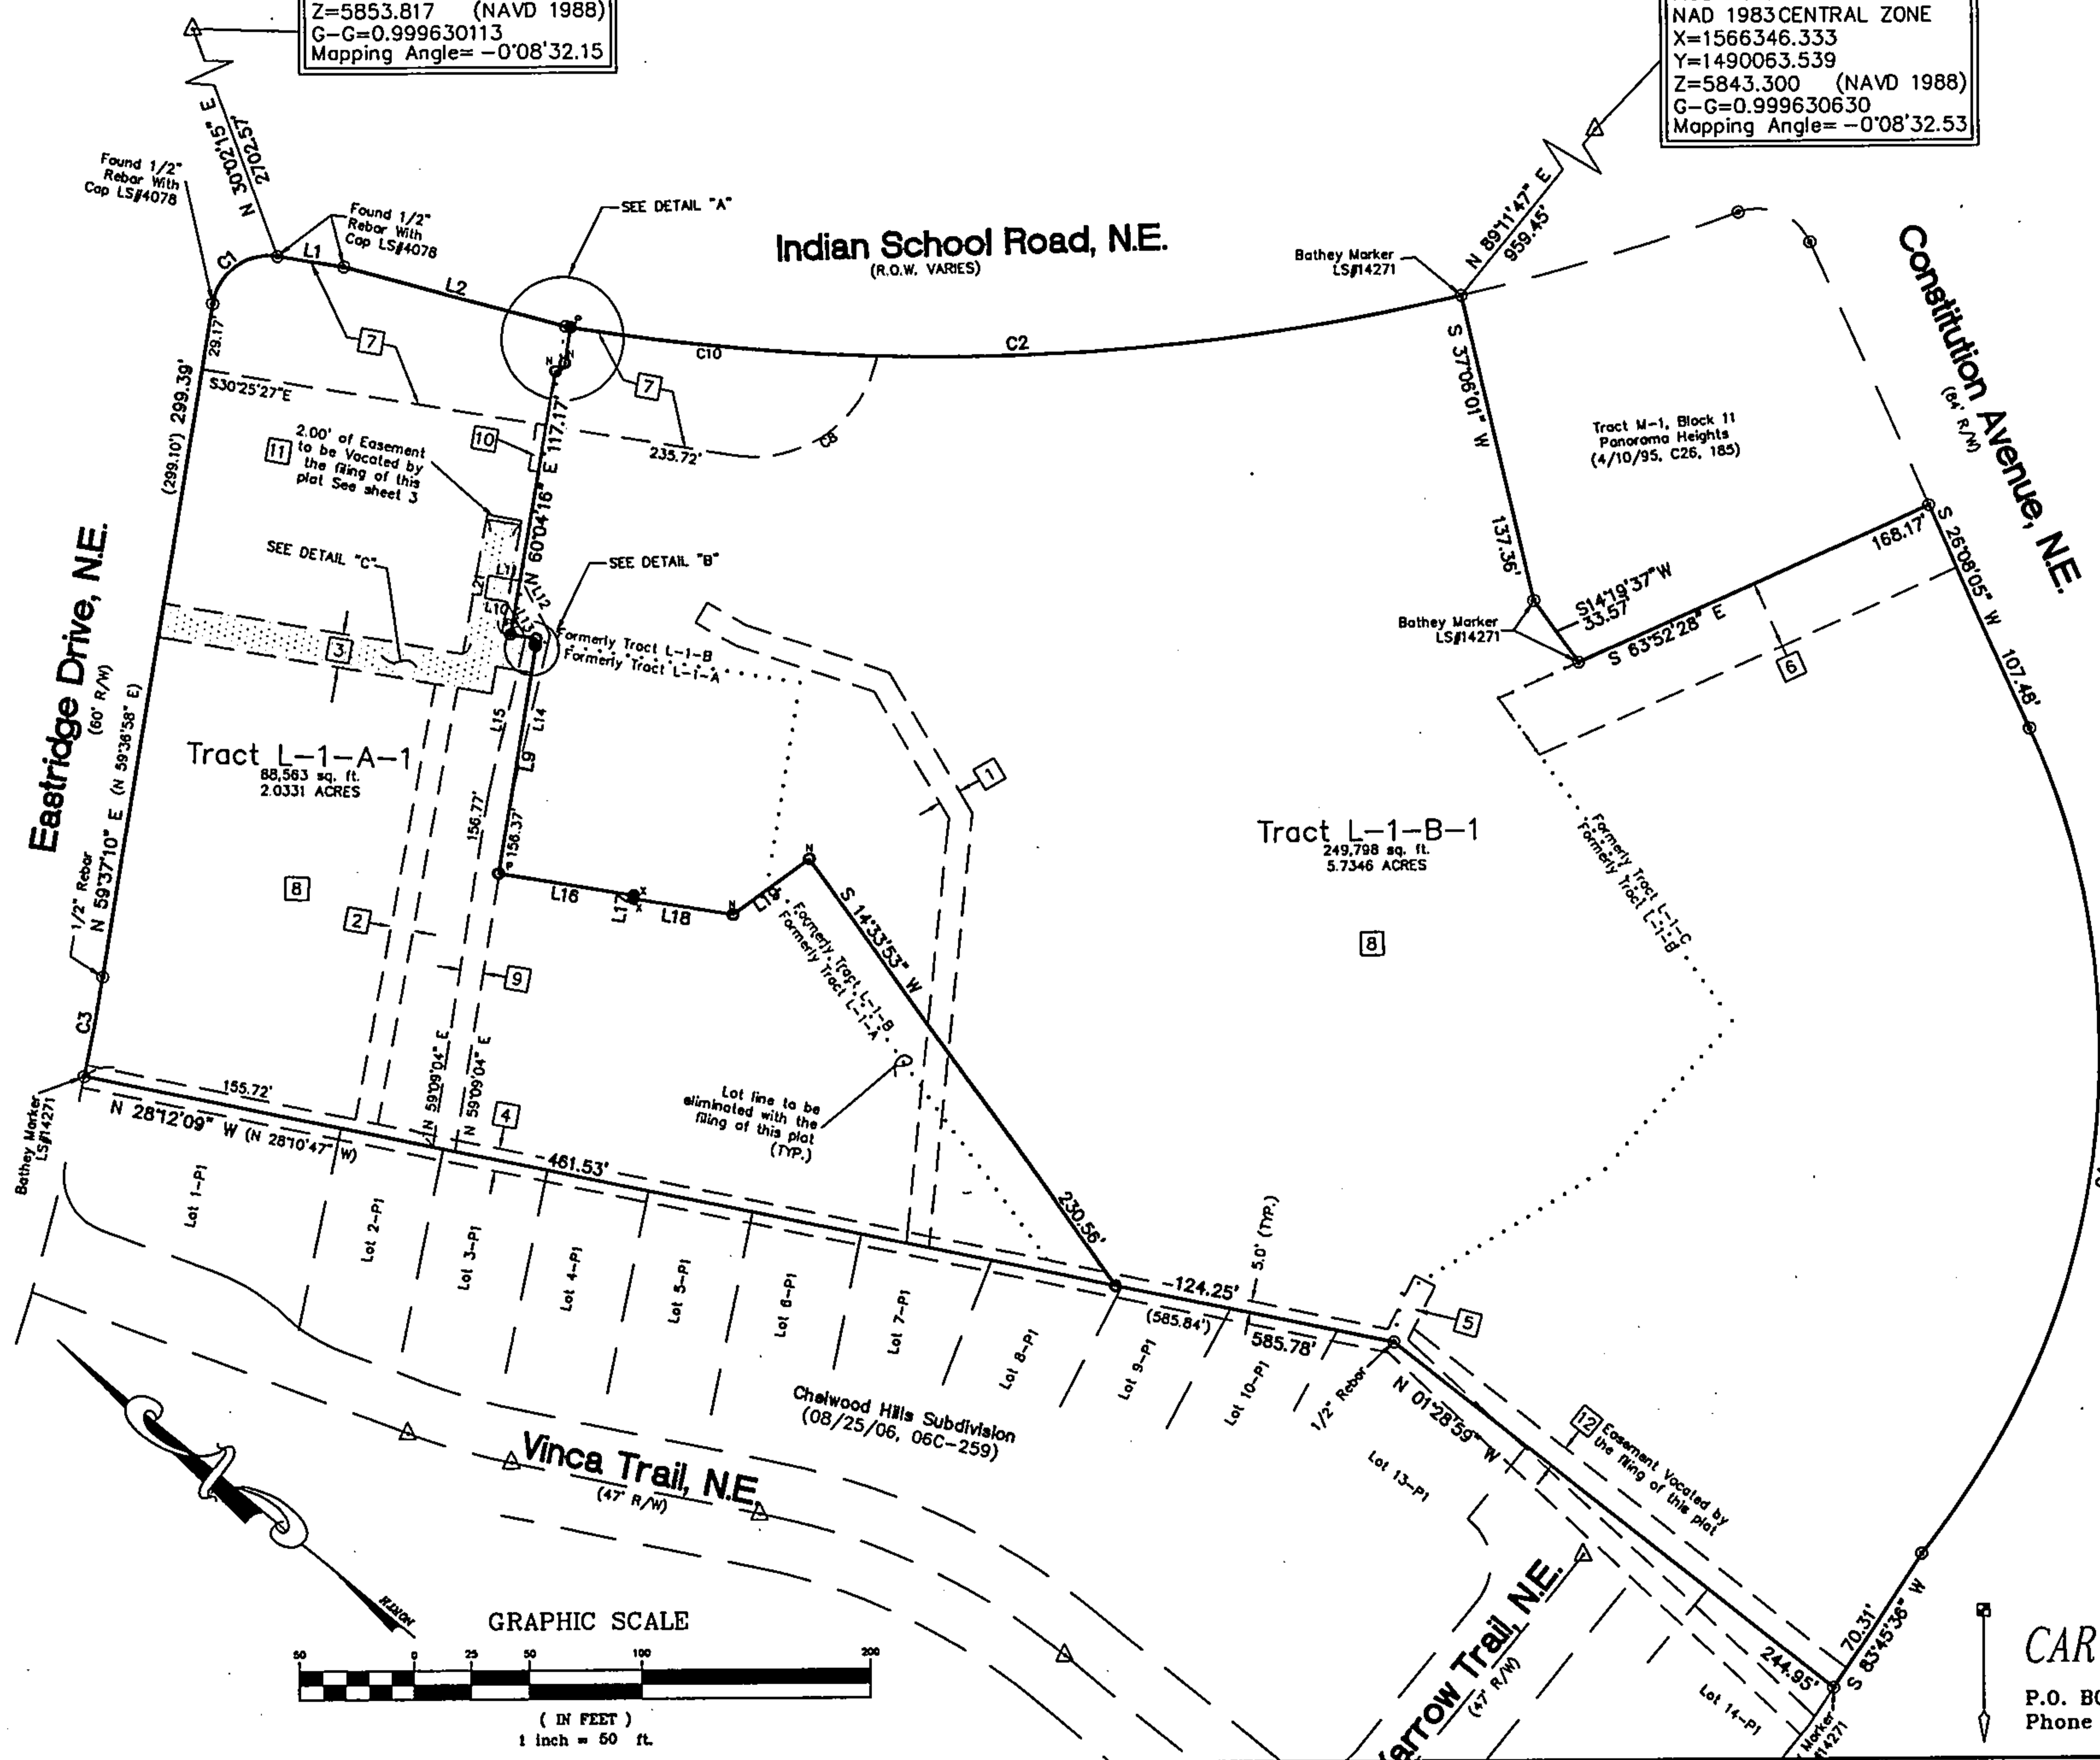 Z=5853.817 (NAVD 1988)
G-G=0.999630113
Mapping Angle= -0°08'32.15
NAD 1983 CENTRAL ZONE
X=1566346.333
Y=1490063.539
Z=5843.300 (NAVD 1988)
G-G=0.999630630
Mapping Angle= -0°08'32.53
N 30°02'15" E
2702.57'
Found 1/2"
Rebar With
Cap LS#4078
Found 1/2"
Rebar With
Cap LS#4078
C1
L1
L2
SEE DETAIL "A"
Indian School Road, N.E.
(R.O.W. VARIES)
N 89°11'47" E
959.45'
Bathey Marker
LS#14271
Constitution Avenue, N.E.
(84' R/W)
C10
C2
C8
7
7
29.17'
S30°25'27"E
235.72'
(299.10') 299.39'
2.00' of Easement
to be Vacated by
the filing of this
plat See sheet 3
11
10
N 60°04'16" E 117.17'
SEE DETAIL "C"
SEE DETAIL "B"
L10
L12
L13
3
Formerly Tract L-1-B
Formerly Tract L-1-A
S 37°06'01" W
137.36'
Tract M-1, Block 11
Panorama Heights
(4/10/95, C26, 185)
168.17'
S14°19'37"W
33.57'
Bathey Marker
LS#14271
S 63°52'28" E
S 26°08'05" W
107.48'
6
Eastridge Drive, N.E.
(60' R/W)
N 59°37'10" E (N 59°36'58" E)
1/2" Rebar
Tract L-1-A-1
88,563 sq. ft.
2.0331 ACRES
L15
L14
L9
156.77'
156.37'
1
Tract L-1-B-1
249,798 sq. ft.
5.7346 ACRES
Formerly Tract L-1-C
Formerly Tract L-1-B
8
8
2
9
L16
L17
L18
L19
S 14°33'53" W
230.56'
Formerly Tract L-1-B
Formerly Tract L-1-A
C3
N 59°09'04" E
N 59°09'04" E
Lot line to be
eliminated with the
filing of this plat
(TYP.)
Bathey Marker
LS#14271
155.72'
N 28°12'09" W (N 28°10'47" W)
4
461.53'
124.25'
(585.84')
585.78'
5.0' (TYP.)
5
Lot 1-P1
Lot 2-P1
Lot 3-P1
Lot 4-P1
Lot 5-P1
Lot 6-P1
Lot 7-P1
Lot 8-P1
Lot 9-P1
Lot 10-P1
1/2" Rebar
N 01°28'59" W
12
Easement Vacated by
the filing of this plat
Lot 13-P1
Chelwood Hills Subdivision
(08/25/06, 06C-259)
Vinca Trail, N.E.
(47' R/W)
Yarrow Trail, N.E.
(47' R/W)
244.95'
70.31'
S 83°45'36" W
Lot 14-P1
Marker
NORTH
GRAPHIC SCALE
50 0 25 50 100 200
( IN FEET )
1 inch = 50 ft.
CAR
P.O. BO
Phone